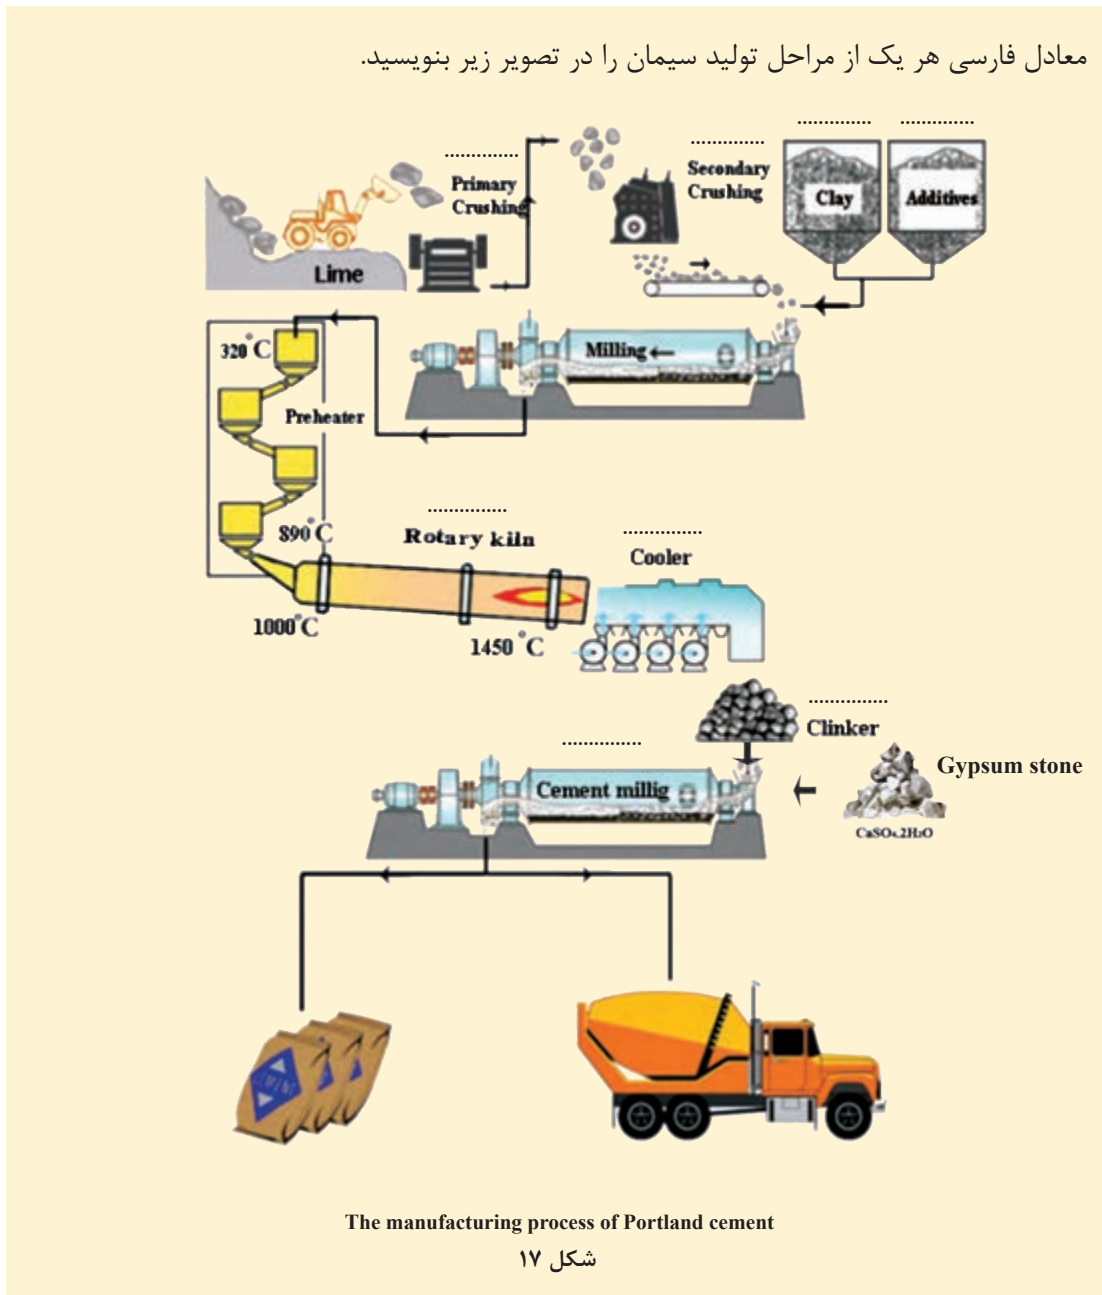 معادل فارسی هر یک از مراحل تولید سیمان را در تصویر زیر بنویسید.
..............
..............
..............
..............
Primary
Crushing
Secondary
Crushing
Clay
Additives
Lime
320°C
Milling
Preheater
890°C
...............
Rotary kiln
...............
Cooler
1000°C
1450°C
...............
Clinker
...............
Gypsum stone
Cement millig
CaSO4.2H2O
CEMENT
The manufacturing process of Portland cement
شکل ۱۷